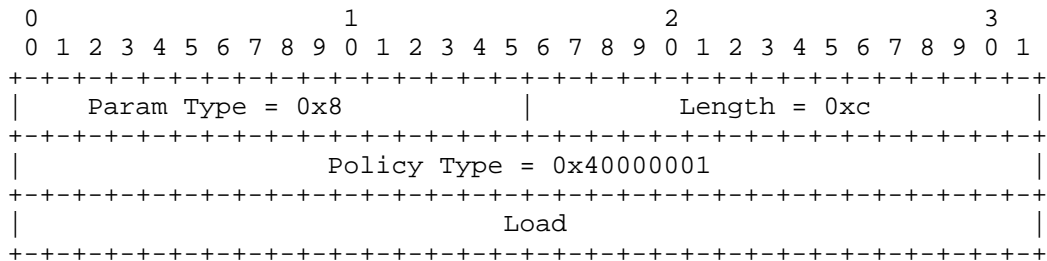 0                   1                   2                   3
 0 1 2 3 4 5 6 7 8 9 0 1 2 3 4 5 6 7 8 9 0 1 2 3 4 5 6 7 8 9 0 1
+-+-+-+-+-+-+-+-+-+-+-+-+-+-+-+-+-+-+-+-+-+-+-+-+-+-+-+-+-+-+-+-+
|    Param Type = 0x8            |         Length = 0xc          |
+-+-+-+-+-+-+-+-+-+-+-+-+-+-+-+-+-+-+-+-+-+-+-+-+-+-+-+-+-+-+-+-+
|                   Policy Type = 0x40000001                    |
+-+-+-+-+-+-+-+-+-+-+-+-+-+-+-+-+-+-+-+-+-+-+-+-+-+-+-+-+-+-+-+-+
|                              Load                             |
+-+-+-+-+-+-+-+-+-+-+-+-+-+-+-+-+-+-+-+-+-+-+-+-+-+-+-+-+-+-+-+-+